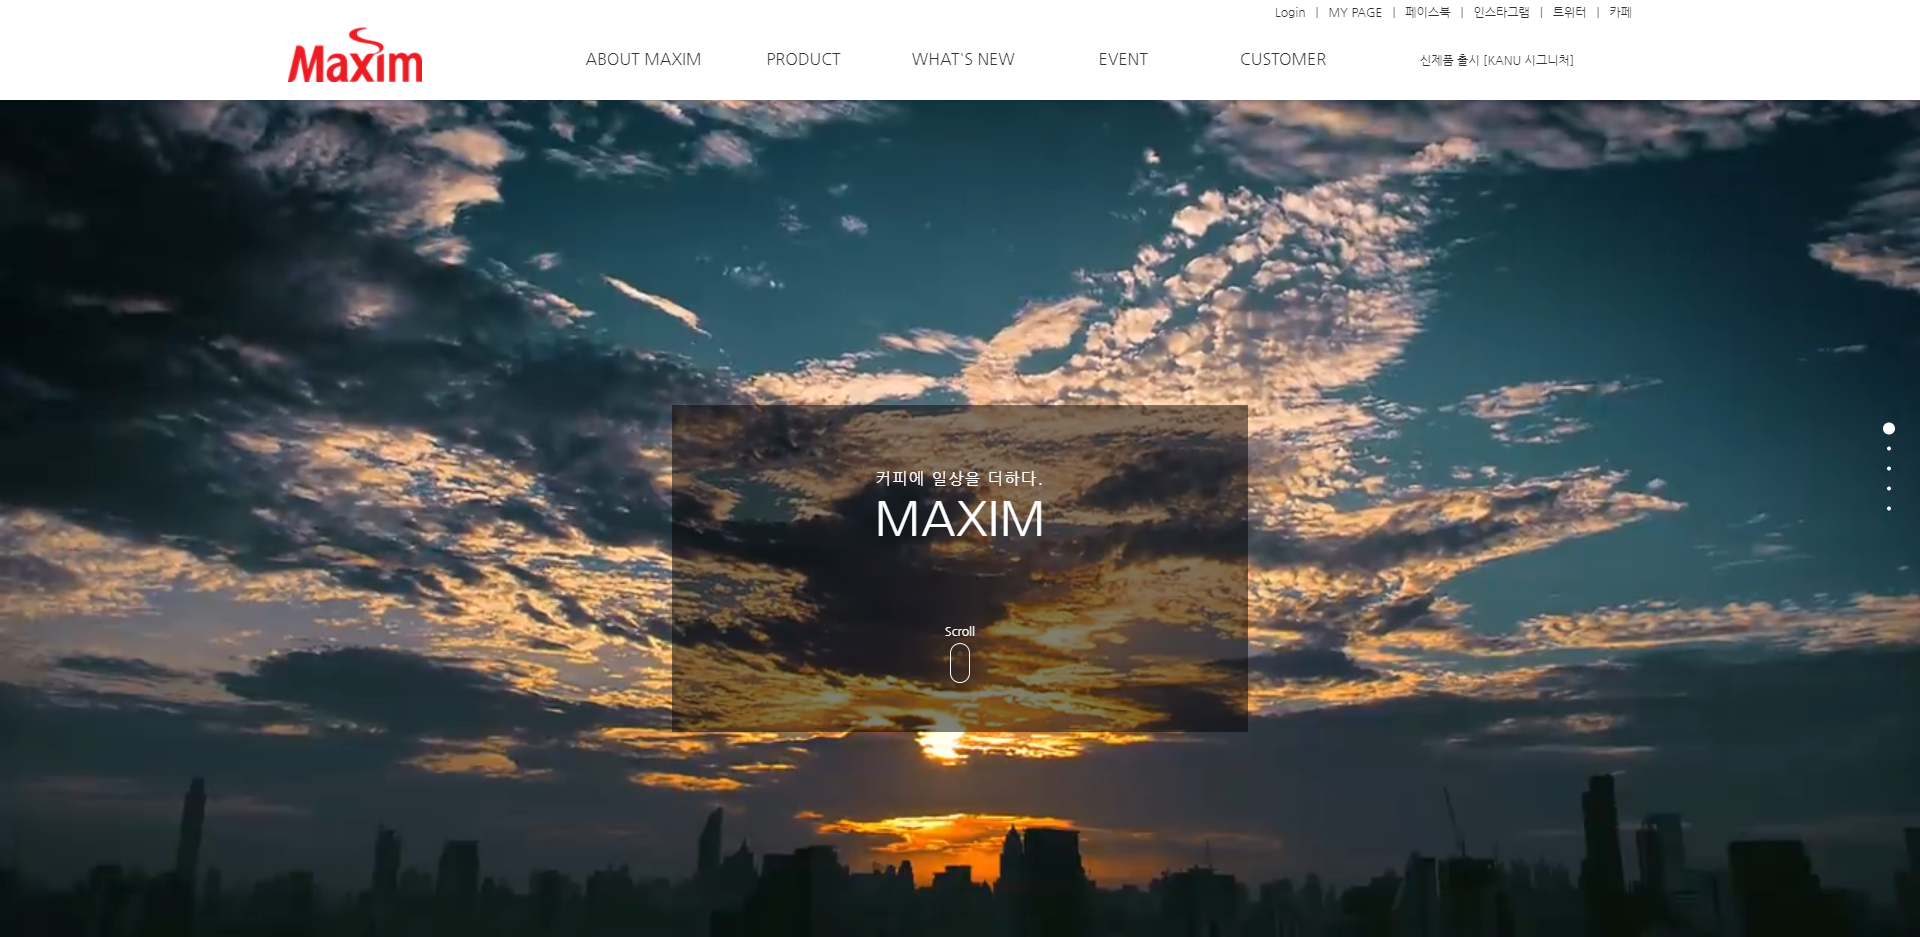 Login | MY PAGE | 페이스북 | 인스타그램 | 트위터 | 카페
Maxim
ABOUT MAXIM PRODUCT WHAT'S NEW EVENT CUSTOMER 신제품 출시 [KANU 시그니처]
커피에 일상을 더하다.
MAXIM
Scroll